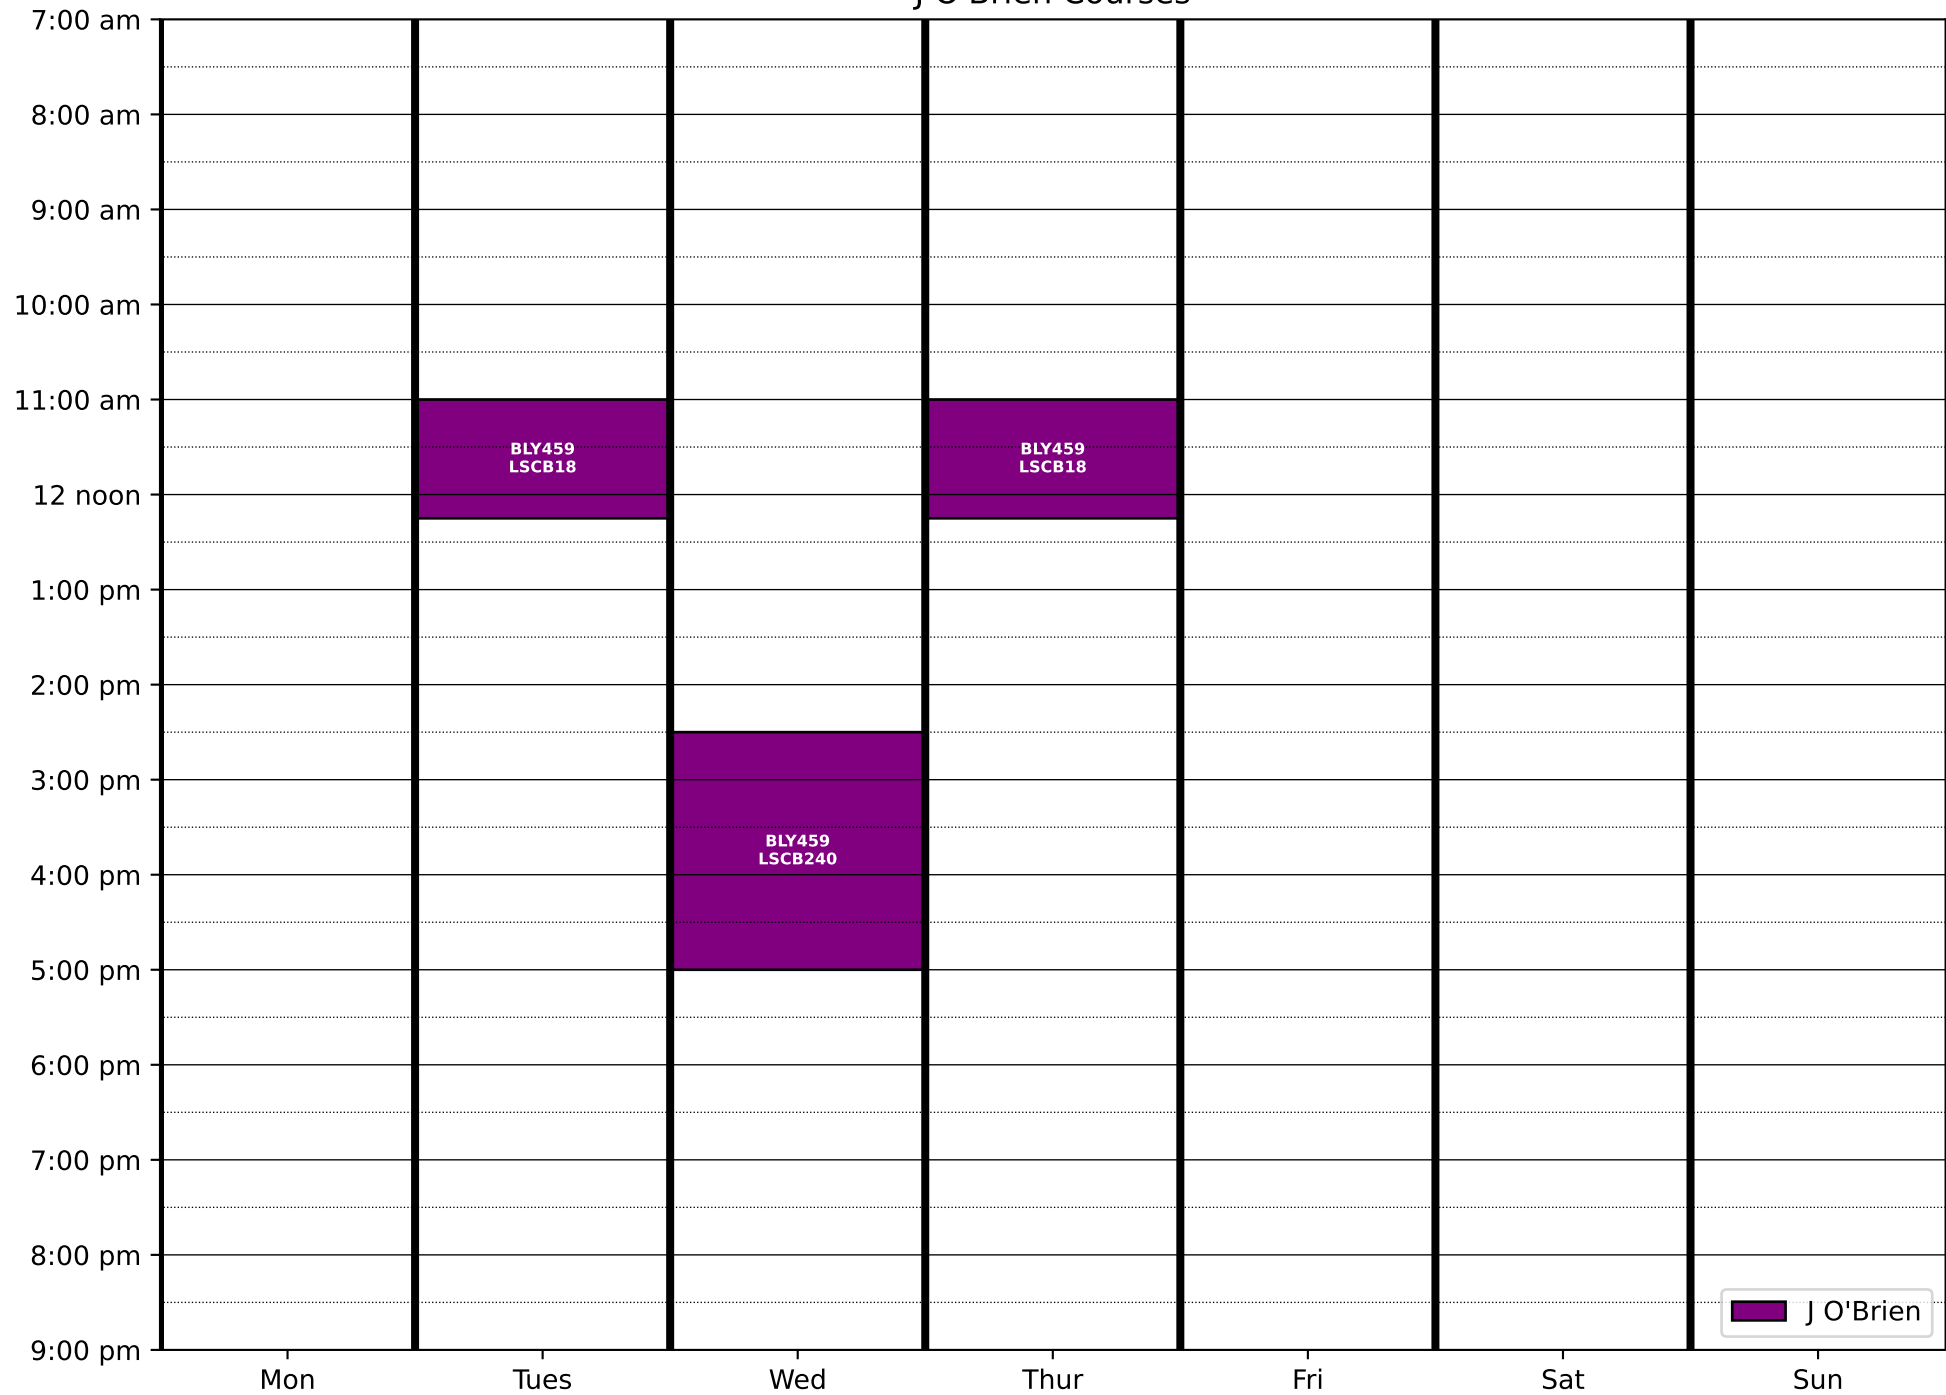 J O'Brien Courses
7:00 am
8:00 am
9:00 am
10:00 am
11:00 am
BLY459
LSCB18
BLY459
LSCB18
12 noon
1:00 pm
2:00 pm
3:00 pm
BLY459
LSCB240
4:00 pm
5:00 pm
6:00 pm
7:00 pm
8:00 pm
J O'Brien
9:00 pm
Mon Tues Wed Thur Fri Sat Sun